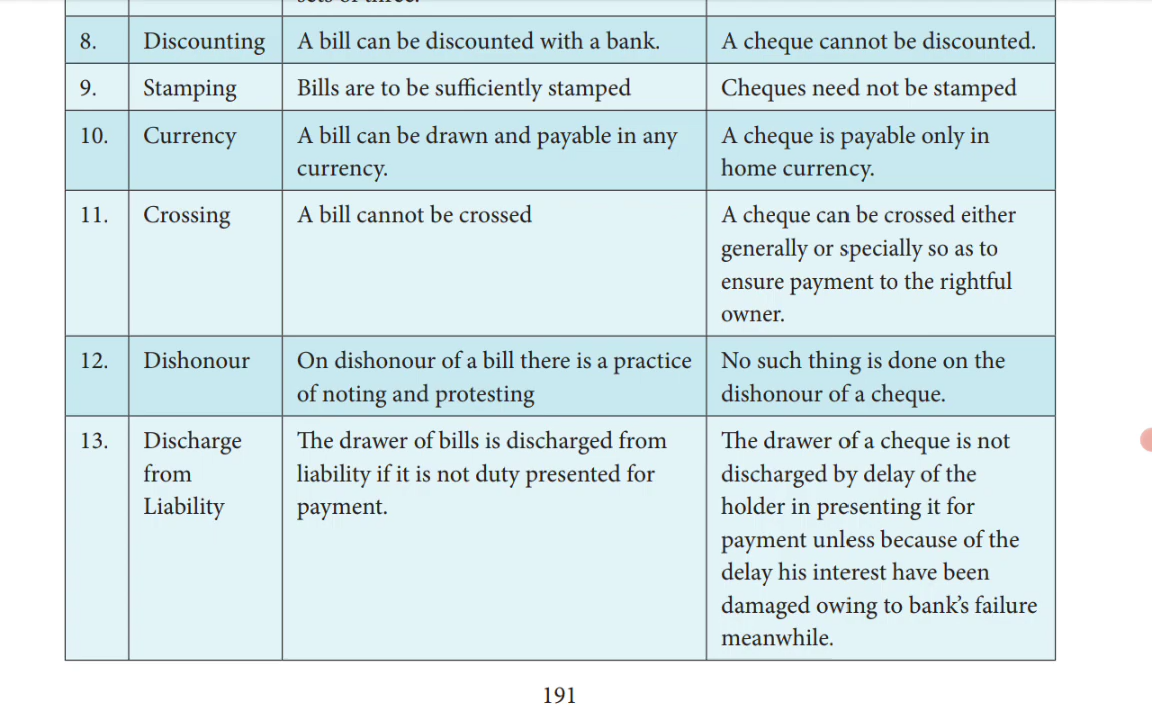 sets of three.
8. Discounting A bill can be discounted with a bank. A cheque cannot be discounted.
9. Stamping Bills are to be sufficiently stamped Cheques need not be stamped
10. Currency A bill can be drawn and payable in any A cheque is payable only in
currency. home currency.
11. Crossing A bill cannot be crossed A cheque can be crossed either
generally or specially so as to
ensure payment to the rightful
owner.
12. Dishonour On dishonour of a bill there is a practice No such thing is done on the
of noting and protesting dishonour of a cheque.
13. Discharge The drawer of bills is discharged from The drawer of a cheque is not
from liability if it is not duty presented for discharged by delay of the
Liability payment. holder in presenting it for
payment unless because of the
delay his interest have been
damaged owing to bank's failure
meanwhile.
191